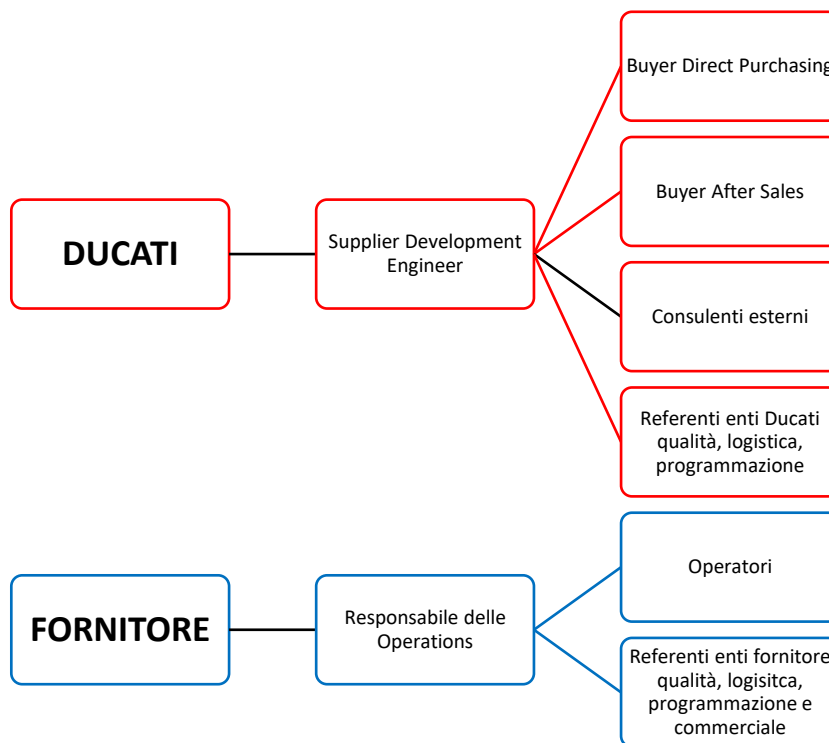 Buyer Direct Purchasing
Buyer After Sales
DUCATI
Supplier Development
Engineer
Consulenti esterni
Referenti enti Ducati
qualità, logistica,
programmazione
Operatori
FORNITORE
Responsabile delle
Operations
Referenti enti fornitore
qualità, logisitca,
programmazione e
commerciale